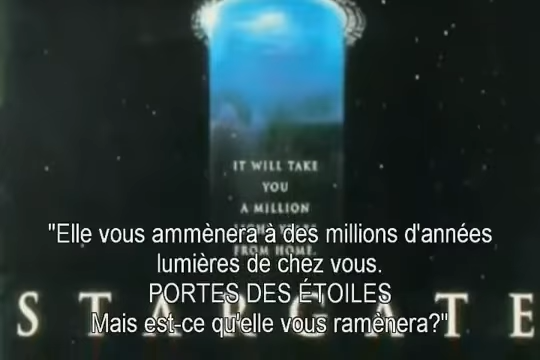 IT WILL TAKE
YOU
A MILLION
FROM HOME.
"Elle vous ammènera à des millions d'années
lumières de chez vous.
PORTES DES ÉTOILES
STARGATE
Mais est-ce qu'elle vous ramènera?"